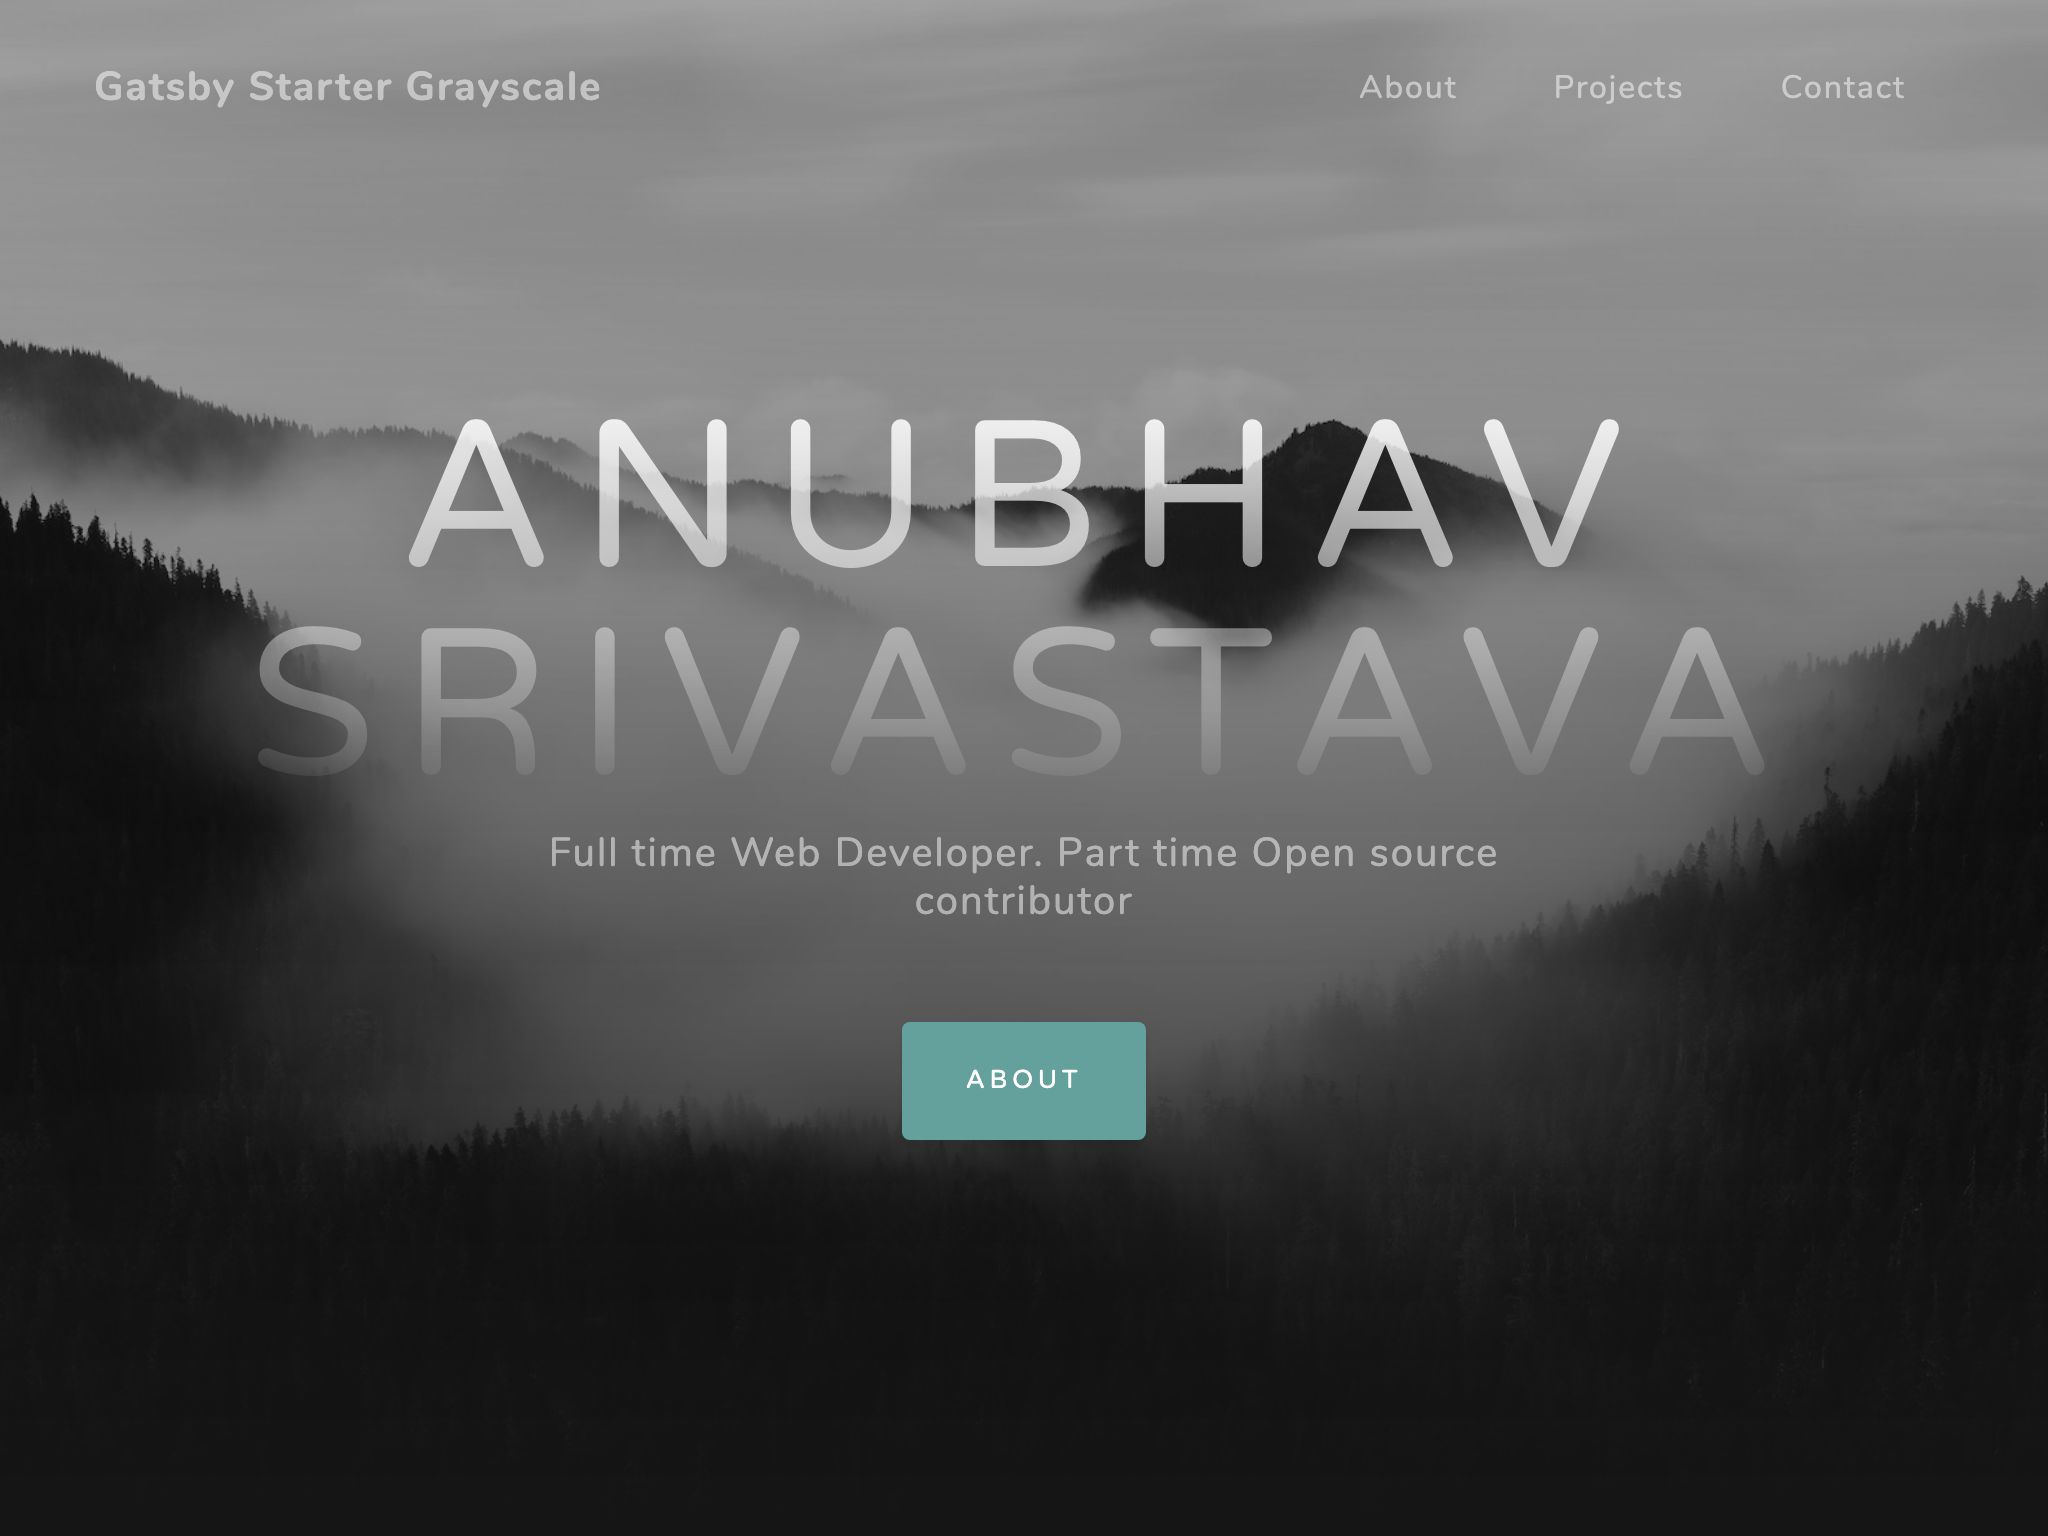 Gatsby Starter Grayscale
About
Projects
Contact
ANUBHAV
SRIVASTAVA
Full time Web Developer. Part time Open source
contributor
ABOUT